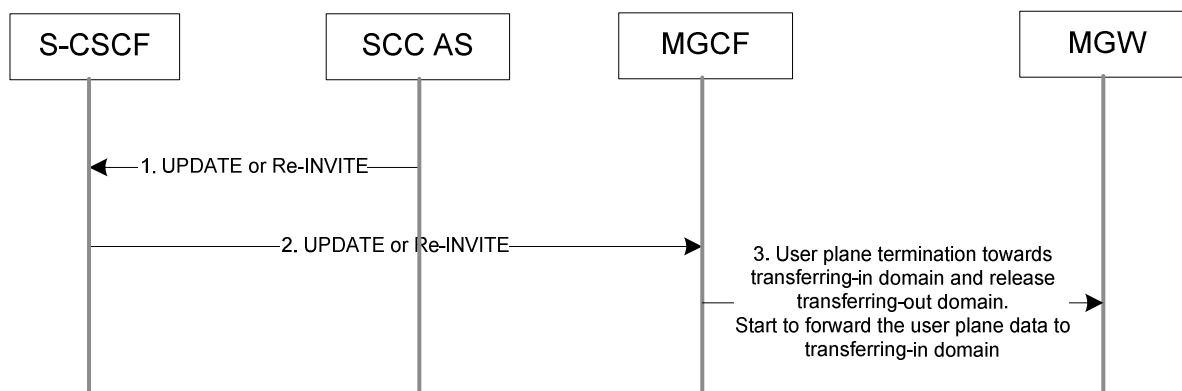 S-CSCF
SCC AS
MGCF
MGW
1. UPDATE or Re-INVITE
2. UPDATE or Re-INVITE
3. User plane termination towards
transferring-in domain and release
transferring-out domain.
Start to forward the user plane data to
transferring-in domain